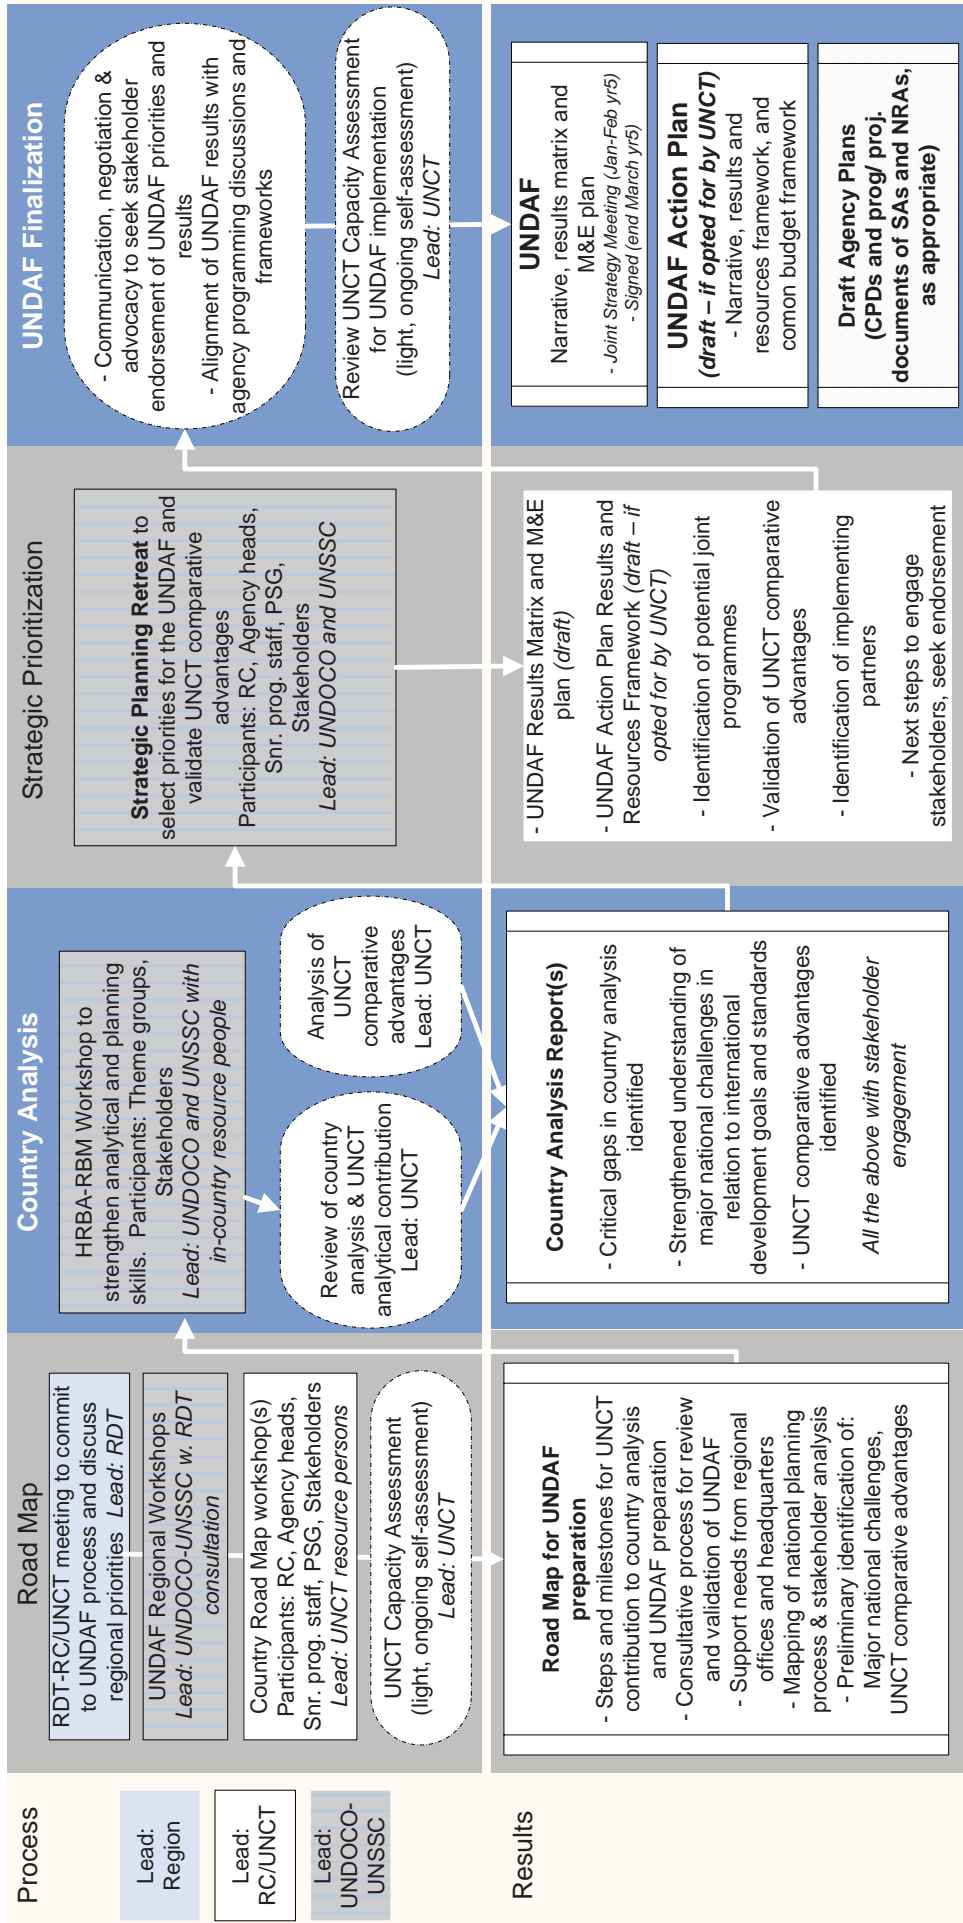 Process
Lead:
Region
Lead:
RC/UNCT
Lead:
UNDOCO-
UNSSC
Results
Road Map
RDT-RC/UNCT meeting to commit
to UNDAF process and discuss
regional priorities Lead: RDT
UNDAF Regional Workshops
Lead: UNDOCO-UNSSC w. RDT
consultation
Country Road Map workshop(s)
Participants: RC, Agency heads,
Snr. prog. staff, PSG, Stakeholders
Lead: UNCT resource persons
UNCT Capacity Assessment
(light, ongoing self-assessment)
Lead: UNCT
Road Map for UNDAF
preparation
- Steps and milestones for UNCT
contribution to country analysis
and UNDAF preparation
- Consultative process for review
and validation of UNDAF
- Support needs from regional
offices and headquarters
- Mapping of national planning
process & stakeholder analysis
- Preliminary identification of:
Major national challenges,
UNCT comparative advantages
Country Analysis
HRBA-RBM Workshop to
strengthen analytical and planning
skills. Participants: Theme groups,
Stakeholders
Lead: UNDOCO and UNSSC with
in-country resource people
Review of country
analysis & UNCT
analytical contribution
Lead: UNCT
Analysis of
UNCT
comparative
advantages
Lead: UNCT
Country Analysis Report(s)
- Critical gaps in country analysis
identified
- Strengthened understanding of
major national challenges in
relation to international
development goals and standards
- UNCT comparative advantages
identified
All the above with stakeholder
engagement
Strategic Prioritization
Strategic Planning Retreat to
select priorities for the UNDAF and
validate UNCT comparative
advantages
Participants: RC, Agency heads,
Snr. prog. staff, PSG,
Stakeholders
Lead: UNDOCO and UNSSC
- UNDAF Results Matrix and M&E
plan (draft)
- UNDAF Action Plan Results and
Resources Framework (draft – if
opted for by UNCT)
- Identification of potential joint
programmes
- Validation of UNCT comparative
advantages
- Identification of implementing
partners
- Next steps to engage
stakeholders, seek endorsement
UNDAF Finalization
- Communication, negotiation &
advocacy to seek stakeholder
endorsement of UNDAF priorities and
results
- Alignment of UNDAF results with
agency programming discussions and
frameworks
Review UNCT Capacity Assessment
for UNDAF implementation
(light, ongoing self-assessment)
Lead: UNCT
UNDAF
Narrative, results matrix and
M&E plan
- Joint Strategy Meeting (Jan-Feb yr5)
- Signed (end March yr5)
UNDAF Action Plan
(draft – if opted for by UNCT)
- Narrative, results and
resources framework, and
common budget framework
Draft Agency Plans
(CPDs and prog/ proj.
documents of SAs and NRAs,
as appropriate)